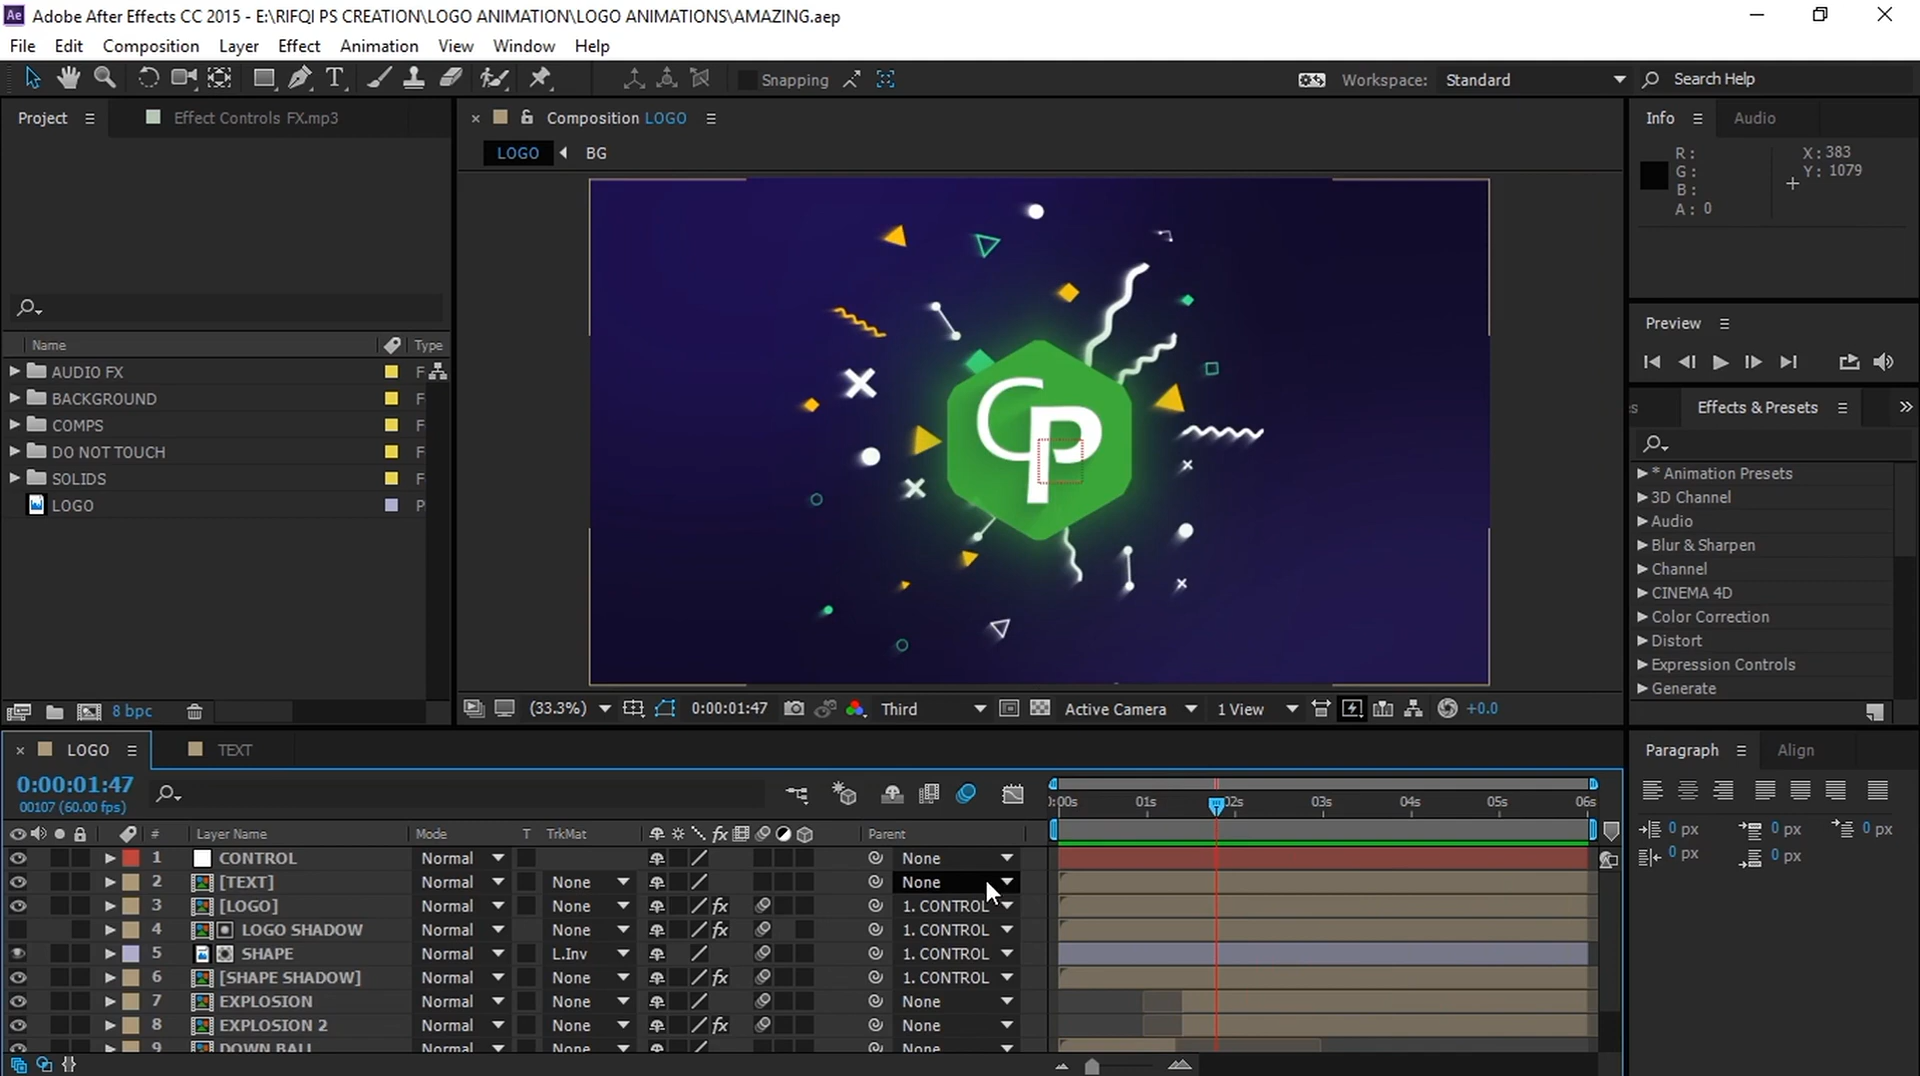 Adobe After Effects CC 2015 - E:\RIFQI PS CREATION\LOGO ANIMATION\LOGO ANIMATIONS\AMAZING.aep
File Edit Composition Layer Effect Animation View Window Help
Snapping Workspace: Standard Search Help
Project Effect Controls FX.mp3
Composition LOGO
Info Audio
LOGO BG
R: X: 383
G: Y: 1079
B:
A: 0
CP
Preview
Name Type
AUDIO FX F
BACKGROUND F
COMPS F
DO NOT TOUCH F
SOLIDS F
LOGO P
Effects & Presets
* Animation Presets
3D Channel
Audio
Blur & Sharpen
Channel
CINEMA 4D
Color Correction
Distort
Expression Controls
Generate
8 bpc
(33.3%) 0:00:01:47 Third Active Camera 1 View +0.0
LOGO TEXT
Paragraph Align
0:00:01:47
00107 (60.00 fps)
):00s 01s 02s 03s 04s 05s 06s
0 px 0 px 0 px
0 px 0 px
# Layer Name Mode T TrkMat Parent
1 CONTROL Normal None
2 [TEXT] Normal None None
3 [LOGO] Normal None 1. CONTROL
4 LOGO SHADOW Normal None 1. CONTROL
5 SHAPE Normal L.Inv 1. CONTROL
6 [SHAPE SHADOW] Normal None 1. CONTROL
7 EXPLOSION Normal None None
8 EXPLOSION 2 Normal None None
9 DOWN BALL Normal None None